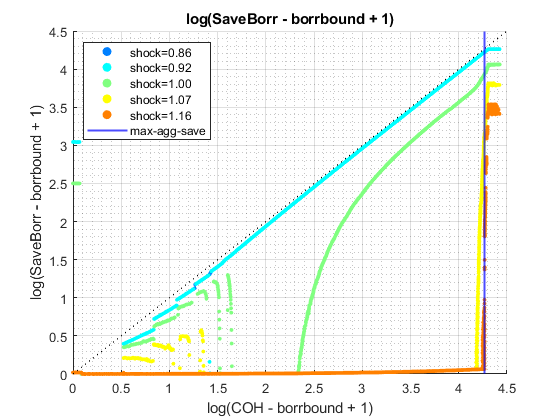 log(SaveBorr - borrbound + 1)
4.5
4
3.5
3
2.5
2
1.5
1
0.5
0
log(SaveBorr - borrbound + 1)
shock=0.86
shock=0.92
shock=1.00
shock=1.07
shock=1.16
max-agg-save
0 0.5 1 1.5 2 2.5 3 3.5 4 4.5
log(COH - borrbound + 1)